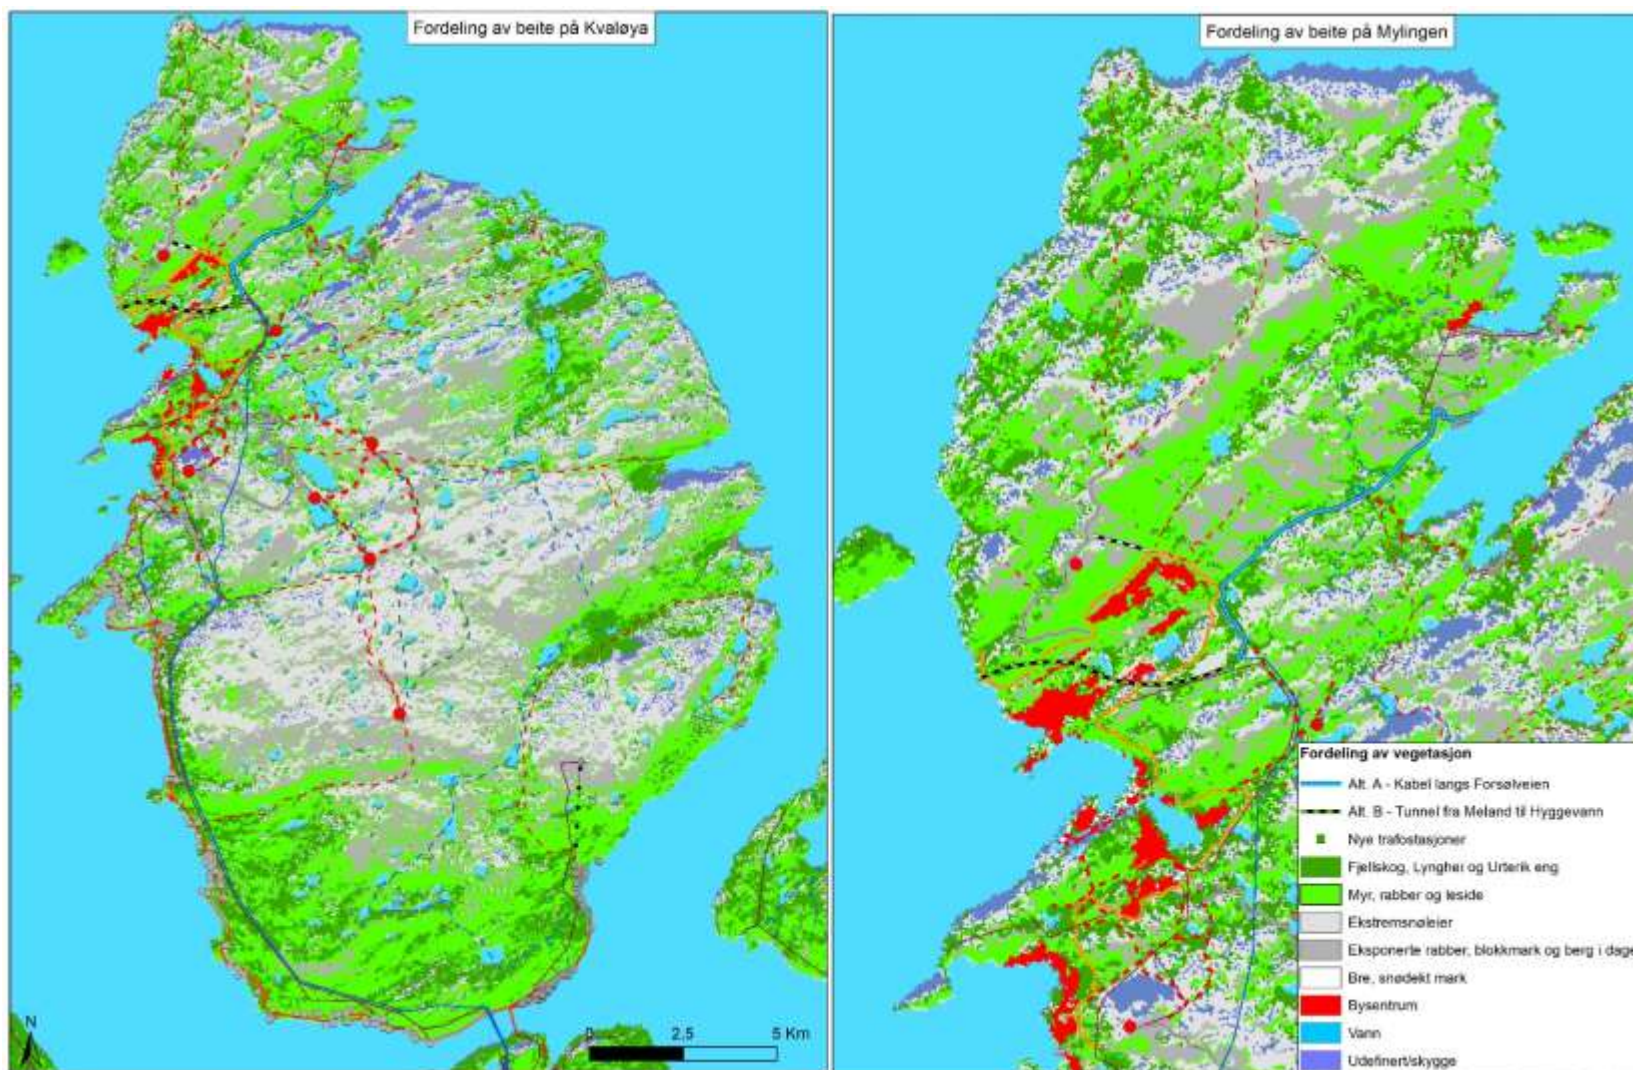 Fordeling av beite på Kvaløya
Fordeling av beite på Mylingen
N
0 2,5 5 Km
Fordeling av vegetasjon
Alt. A - Kabel langs Forsølveien
Alt. B - Tunnel fra Meland til Hyggevann
Nye trafostasjoner
Fjellskog, Lynghei og Urterik eng
Myr, rabber og leside
Ekstremsnøleier
Eksponerte rabber, blokkmark og berg i dage
Bre, snødekt mark
Bysentrum
Vann
Udefinert/skygge